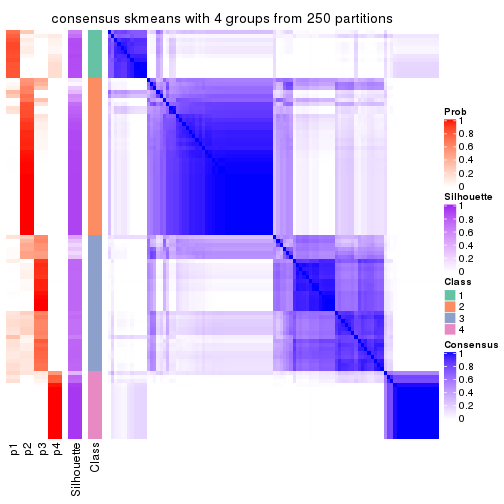 consensus skmeans with 4 groups from 250 partitions
Prob
1
0.8
0.6
0.4
0.2
0
Silhouette
1
0.8
0.6
0.4
0.2
0
Class
1
2
3
4
Consensus
1
0.8
0.6
0.4
0.2
0
p1
p2
p3
p4
Silhouette
Class